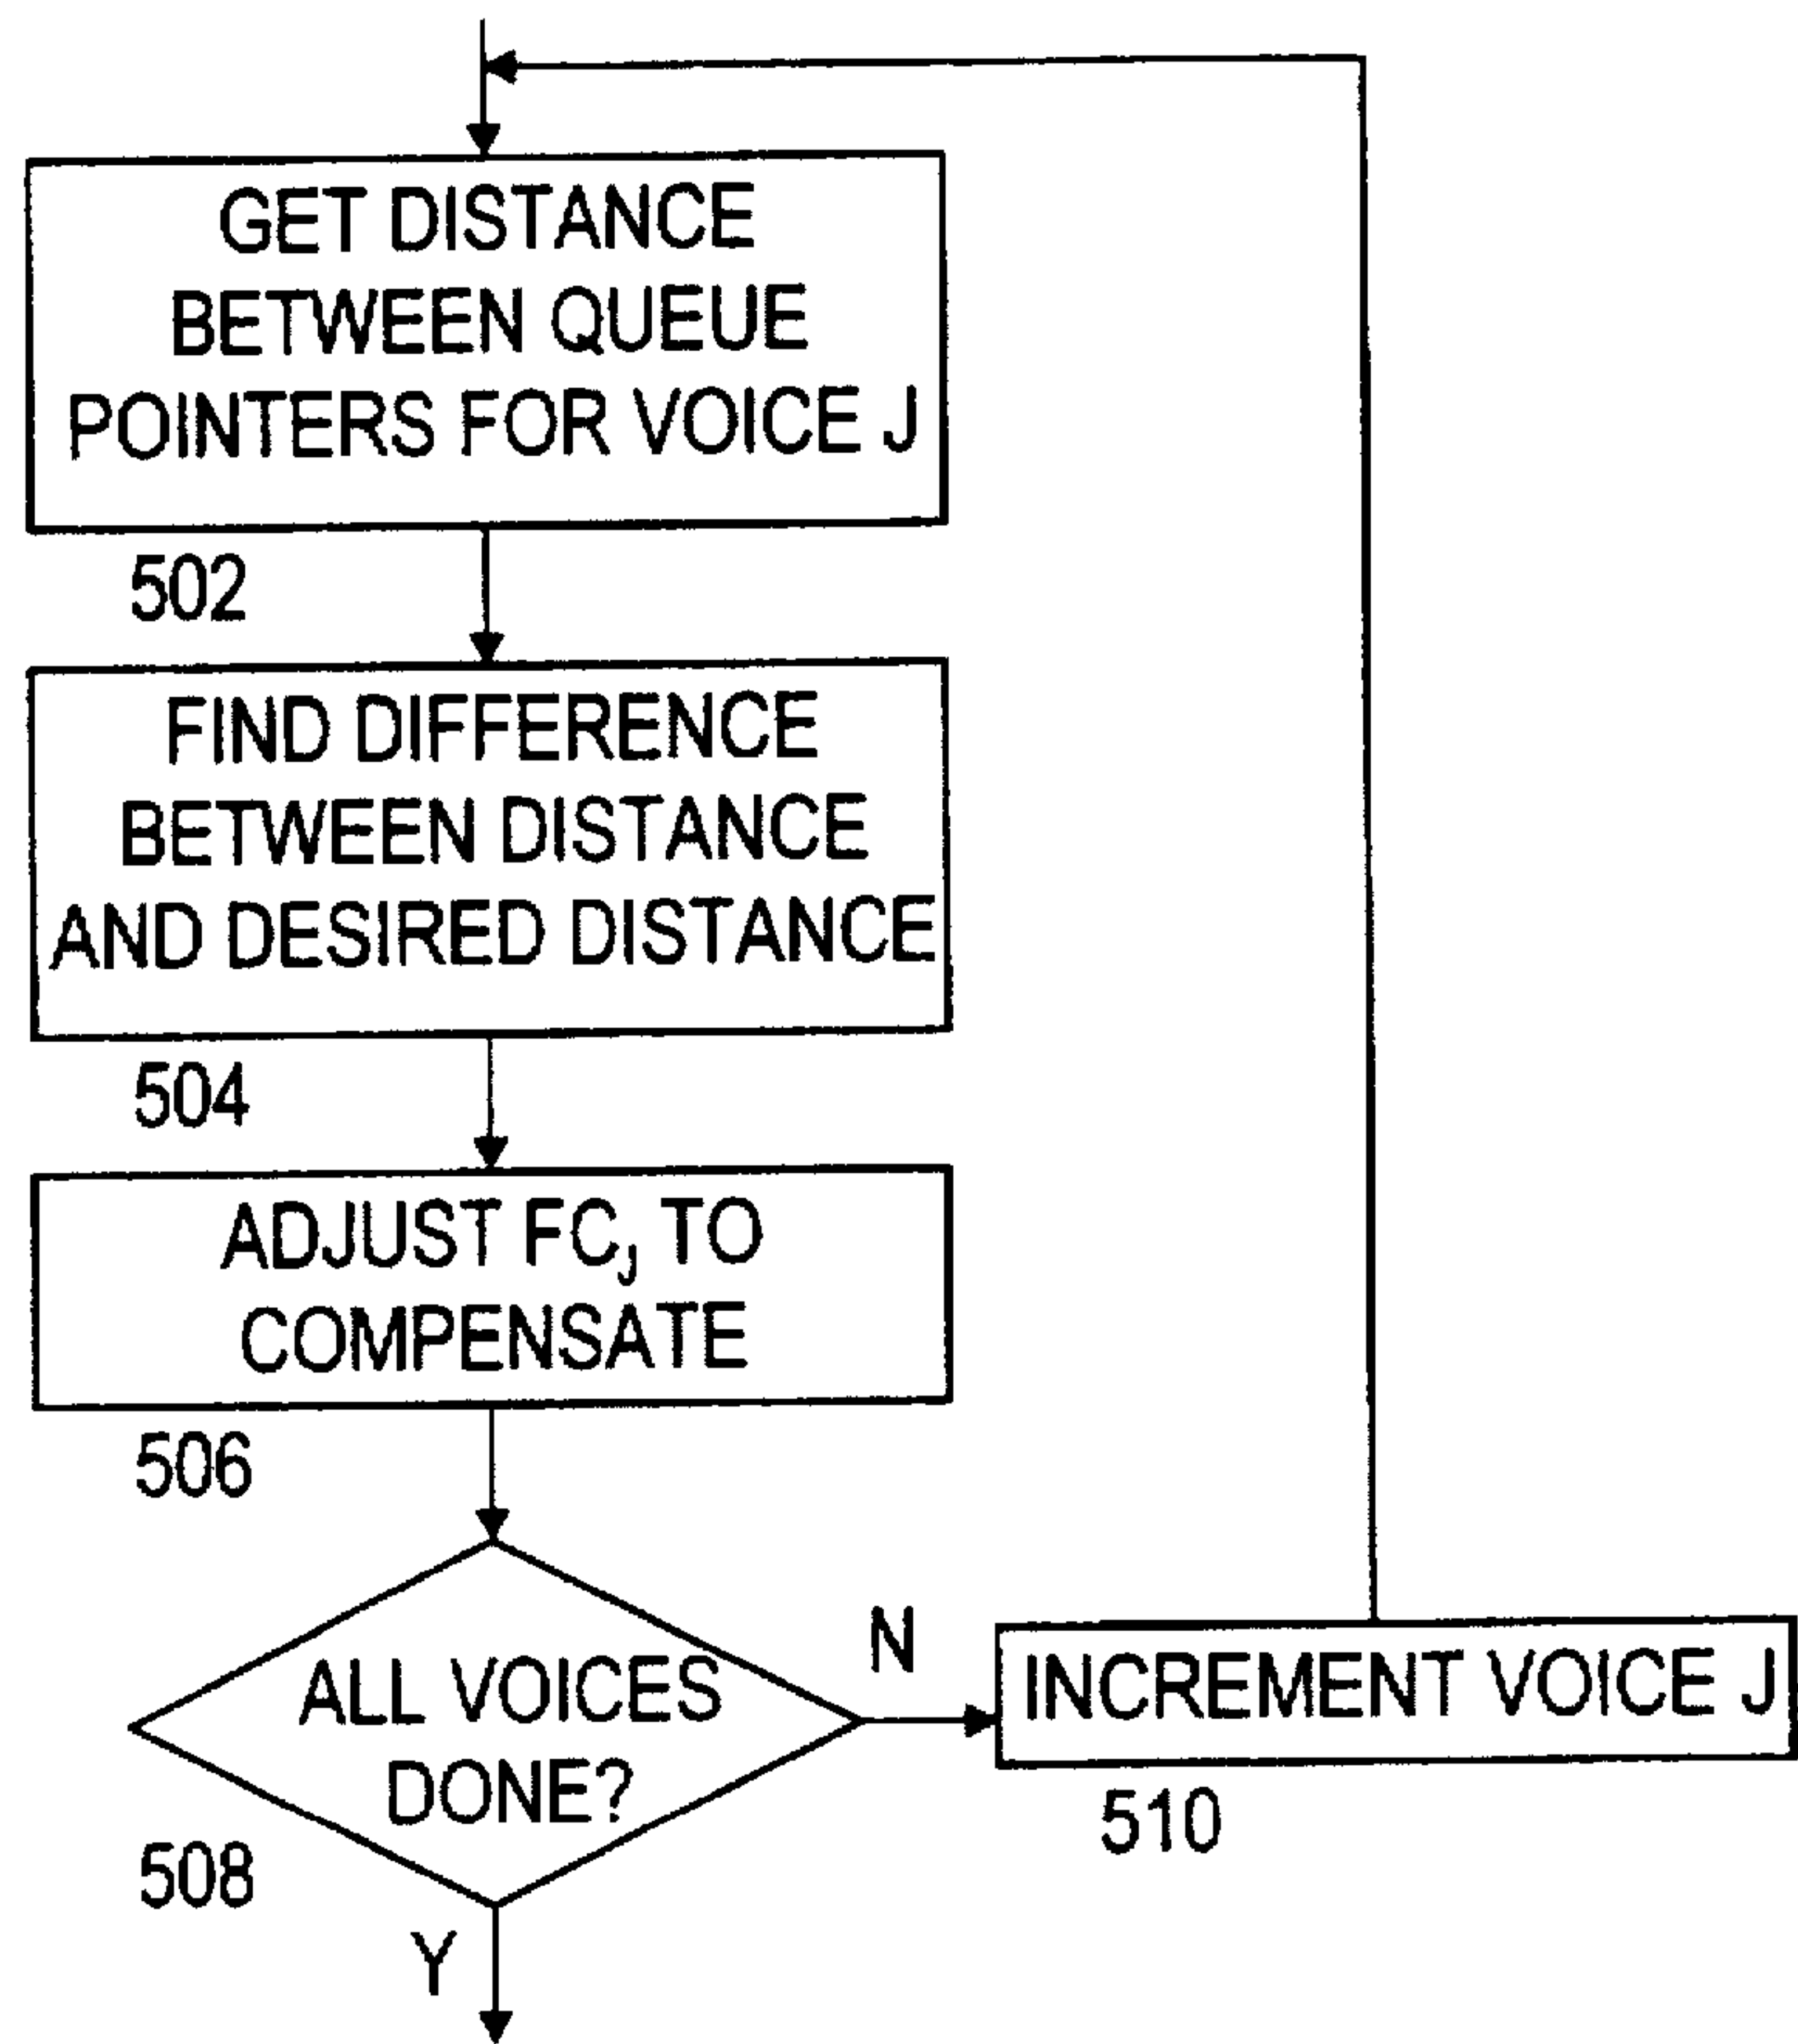 GET DISTANCE
BETWEEN QUEUE
POINTERS FOR VOICE J
502
FIND DIFFERENCE
BETWEEN DISTANCE
AND DESIRED DISTANCE
504
ADJUST FCJ TO
COMPENSATE
506
ALL VOICES
DONE?
508
N
INCREMENT VOICE J
510
Y